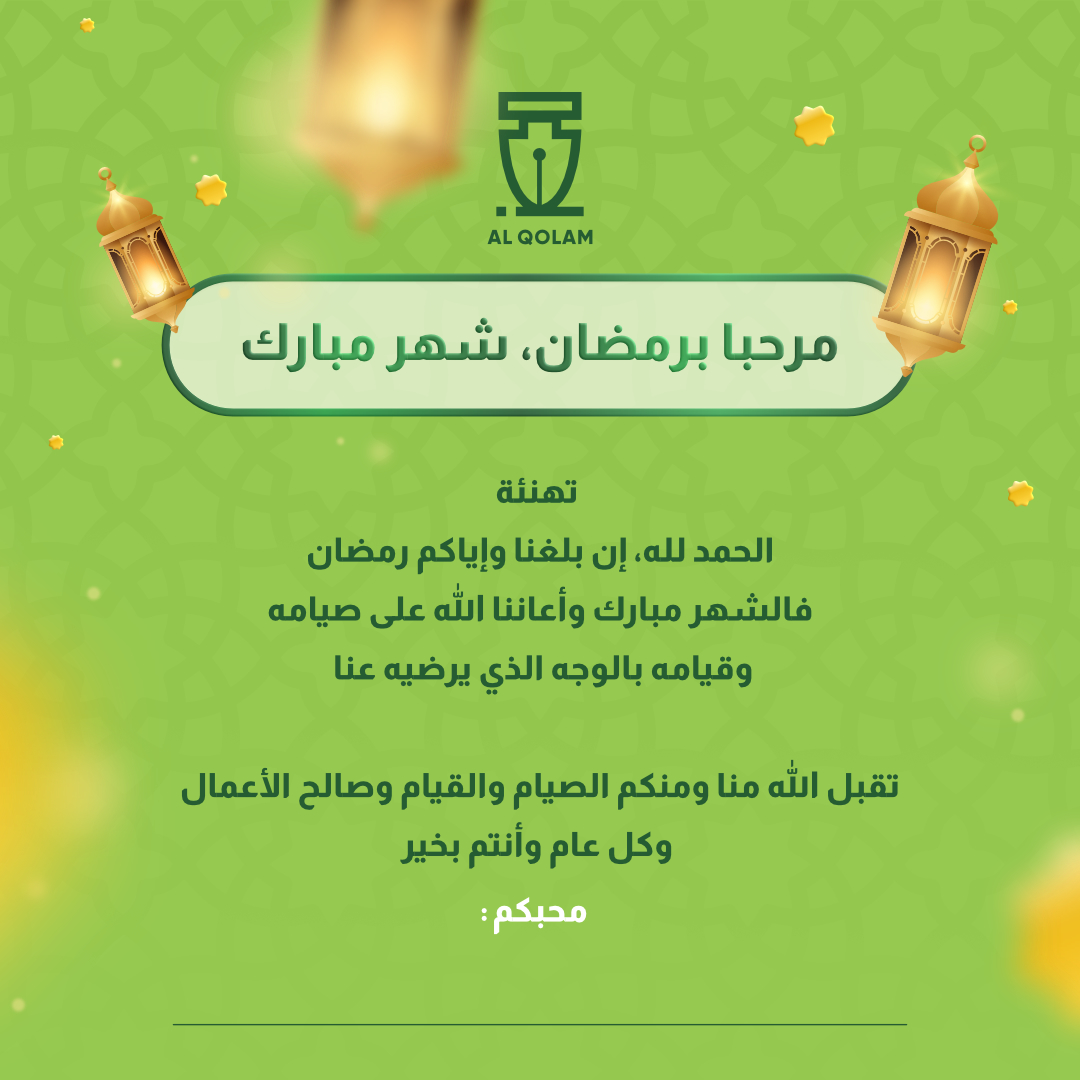 AL QOLAM
مرحبا برمضان، شهر مبارك
تهنئة
الحمد لله، إن بلغنا وإياكم رمضان
فالشهر مبارك وأعاننا الله على صيامه
وقيامه بالوجه الذي يرضيه عنا
تقبل الله منا ومنكم الصيام والقيام وصالح الأعمال
وكل عام وأنتم بخير
محبكم :